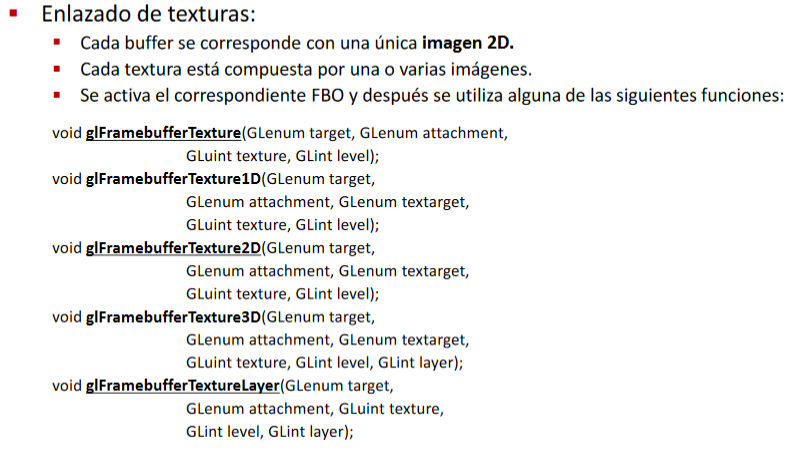 Enlazado de texturas:
Cada buffer se corresponde con una única imagen 2D.
Cada textura está compuesta por una o varias imágenes.
Se activa el correspondiente FBO y después se utiliza alguna de las siguientes funciones:
void glFramebufferTexture(GLenum target, GLenum attachment,
GLuint texture, GLint level);
void glFramebufferTexture1D(GLenum target,
GLenum attachment, GLenum textarget,
GLuint texture, GLint level);
void glFramebufferTexture2D(GLenum target,
GLenum attachment, GLenum textarget,
GLuint texture, GLint level);
void glFramebufferTexture3D(GLenum target,
GLenum attachment, GLenum textarget,
GLuint texture, GLint level, GLint layer);
void glFramebufferTextureLayer(GLenum target,
GLenum attachment, GLuint texture,
GLint level, GLint layer);